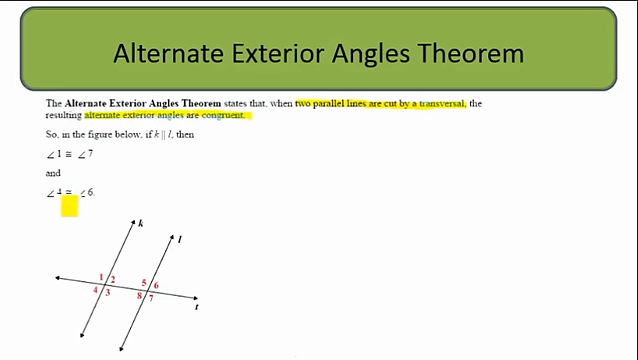 Alternate Exterior Angles Theorem
The Alternate Exterior Angles Theorem states that, when two parallel lines are cut by a transversal, the
resulting alternate exterior angles are congruent.
So, in the figure below, if k || l, then
∠1 ≅ ∠7
and
∠4 ≅ ∠6.
k
l
1 2
5 6
4 3
8 7
t